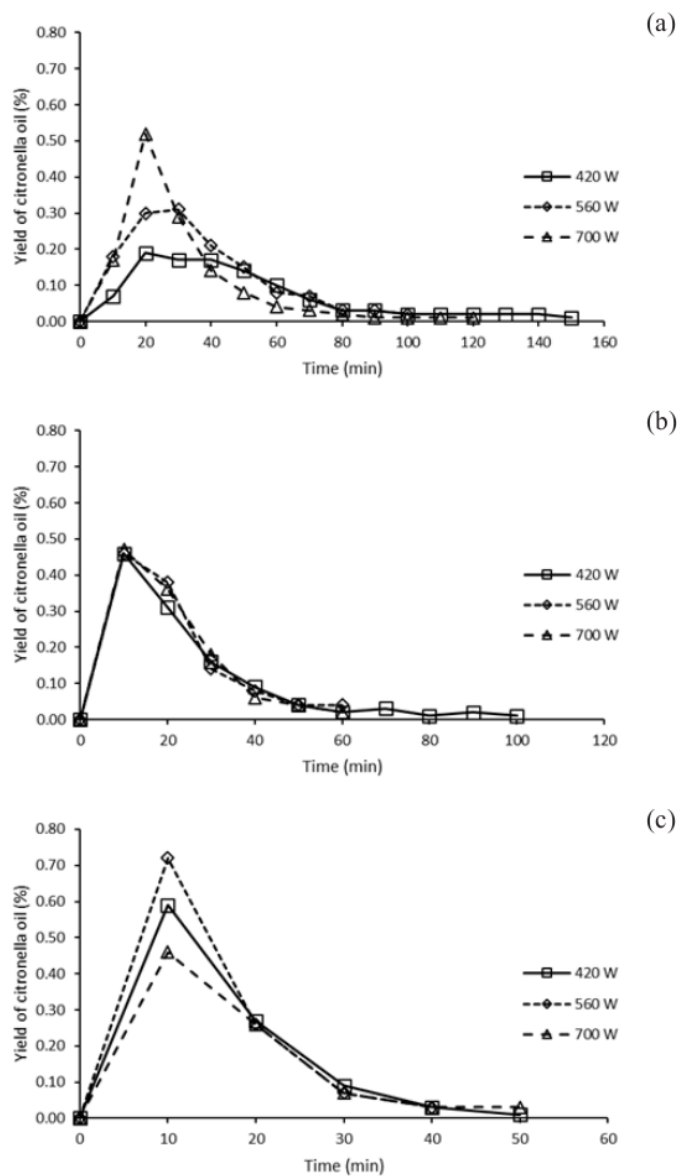 (a)
0.80
0.70
0.60
0.50
0.40
0.30
0.20
0.10
0.00
Yield of citronella oil (%)
420 W
560 W
700 W
0 20 40 60 80 100 120 140 160
Time (min)
(b)
0.80
0.70
0.60
0.50
0.40
0.30
0.20
0.10
0.00
Yield of citronella oil (%)
420 W
560 W
700 W
0 20 40 60 80 100 120
Time (min)
(c)
0.80
0.70
0.60
0.50
0.40
0.30
0.20
0.10
0.00
Yield of citronella oil (%)
420 W
560 W
700 W
0 10 20 30 40 50 60
Time (min)